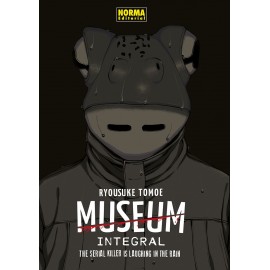 NORMA
Editorial
RYOUSUKE TOMOE
MUSEUM
INTEGRAL
THE SERIAL KILLER IS LAUGHING IN THE RAIN